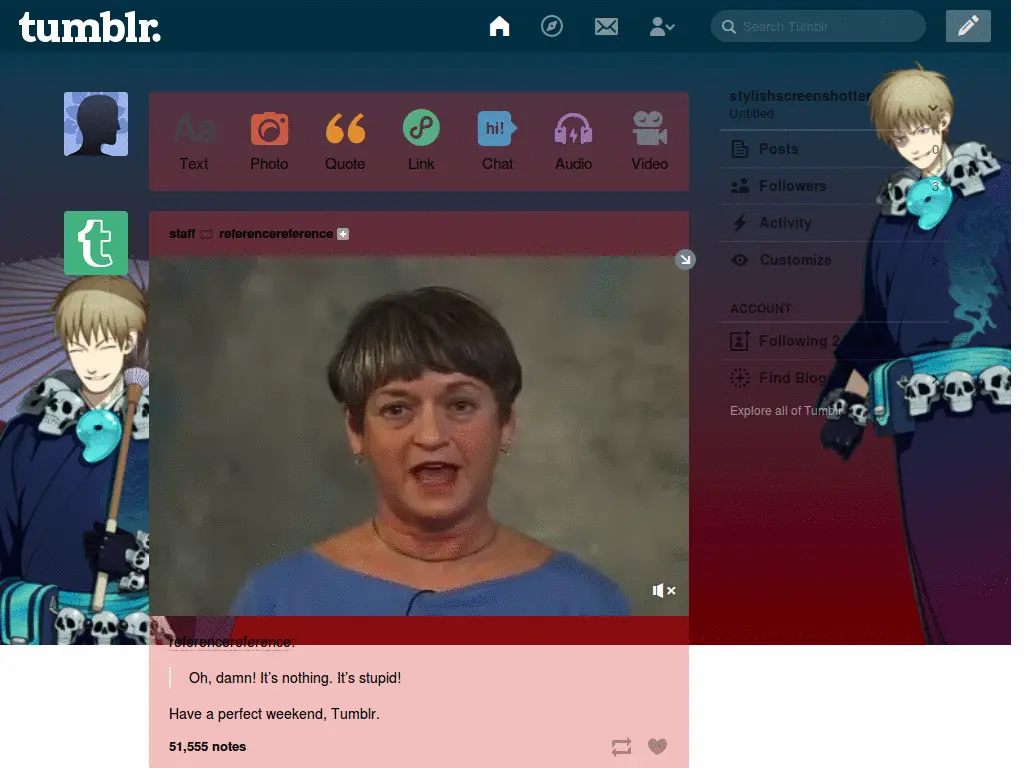 tumblr.
Search Tumblr
stylishscreenshotter
Untitled
Aa
hi!
Text
Photo
Quote
Link
Chat
Audio
Video
Posts
0
Followers
3
Activity
Customize
ACCOUNT
Following 2
Find Blog
Explore all of Tumblr
t
staff referencereference
referencereference:
Oh, damn! It’s nothing. It’s stupid!
Have a perfect weekend, Tumblr.
51,555 notes